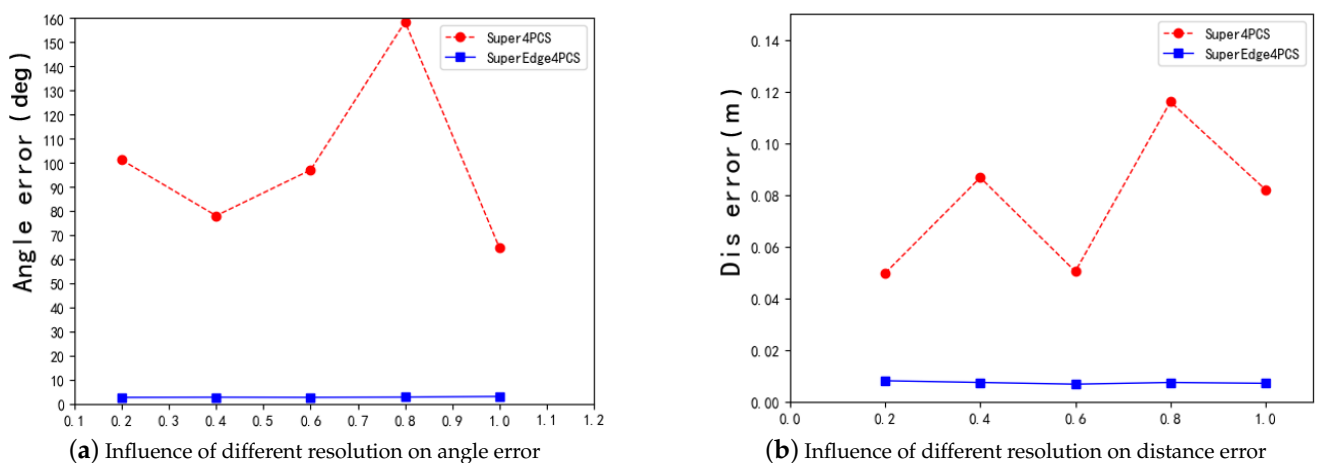 160
150
140
130
120
110
100
90
80
70
60
50
40
30
20
10
0
Angle error(deg)
Super4PCS
SuperEdge4PCS
0.1 0.2 0.3 0.4 0.5 0.6 0.7 0.8 0.9 1.0 1.1 1.2
(a) Influence of different resolution on angle error
0.14
0.12
0.10
0.08
0.06
0.04
0.02
0.00
Dis error(m)
Super4PCS
SuperEdge4PCS
0.0 0.2 0.4 0.6 0.8 1.0
(b) Influence of different resolution on distance error